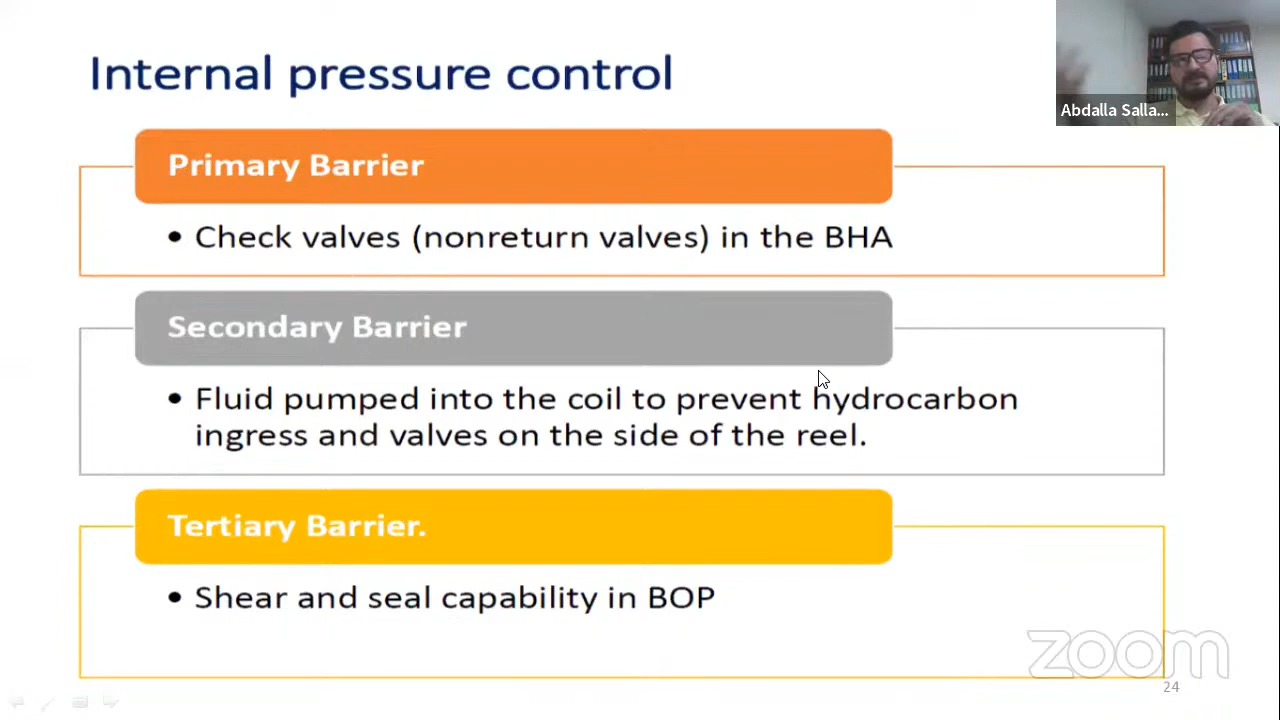 Internal pressure control
Abdalla Salla...
Primary Barrier
• Check valves (nonreturn valves) in the BHA
Secondary Barrier
• Fluid pumped into the coil to prevent hydrocarbon
ingress and valves on the side of the reel.
Tertiary Barrier.
• Shear and seal capability in BOP
zoom
24